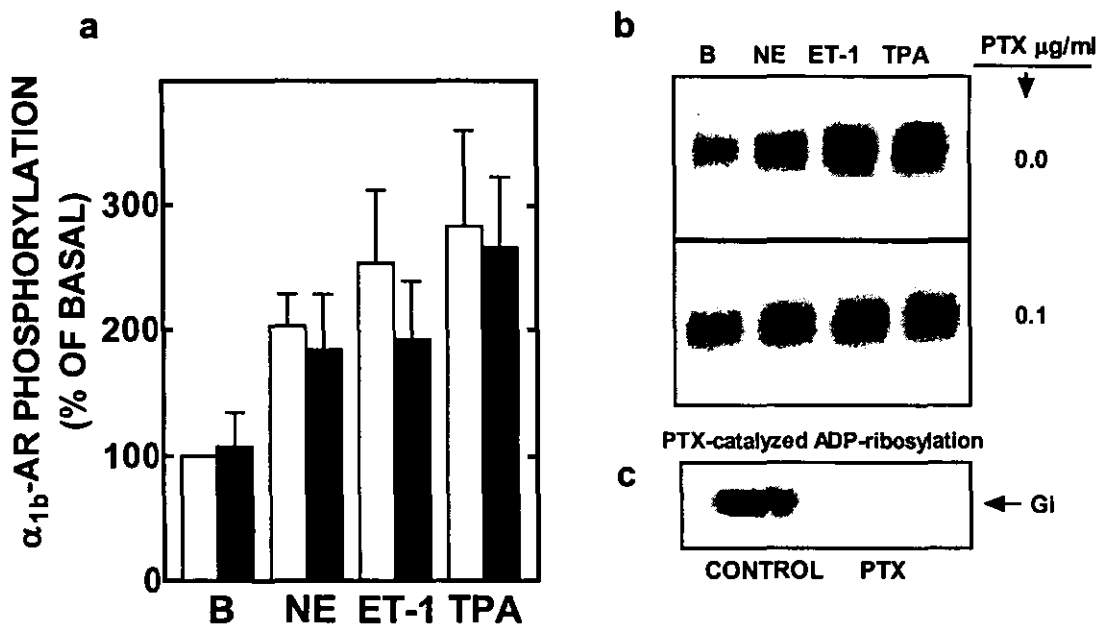 a
α1b-AR PHOSPHORYLATION
(% OF BASAL)
300
200
100
0
B NE ET-1 TPA
b
B NE ET-1 TPA
PTX µg/ml
0.0
0.1
PTX-catalyzed ADP-ribosylation
c
Gi
CONTROL PTX